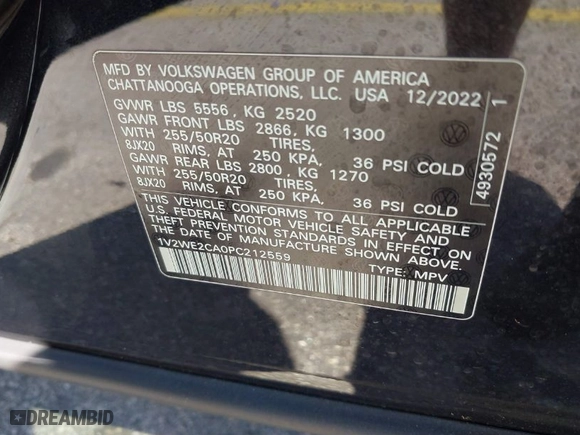 MFD BY VOLKSWAGEN GROUP OF AMERICA
CHATTANOOGA OPERATIONS, LLC. USA 12/2022
GVWR LBS 5556, KG 2520
GAWR FRONT LBS 2866, KG 1300
WITH 255/50R20 TIRES,
8JX20 RIMS, AT 250 KPA, 36 PSI COLD
GAWR REAR LBS 2800, KG 1270
WITH 255/50R20 TIRES,
8JX20 RIMS, AT 250 KPA, 36 PSI COLD
THIS VEHICLE CONFORMS TO ALL APPLICABLE
U.S. FEDERAL MOTOR VEHICLE SAFETY AND
THEFT PREVENTION STANDARDS IN EFFECT ON
DATE OF MANUFACTURE SHOWN ABOVE.
1V2WE2CA0PC212559
TYPE: MPV
4930572 1
DREAMBID